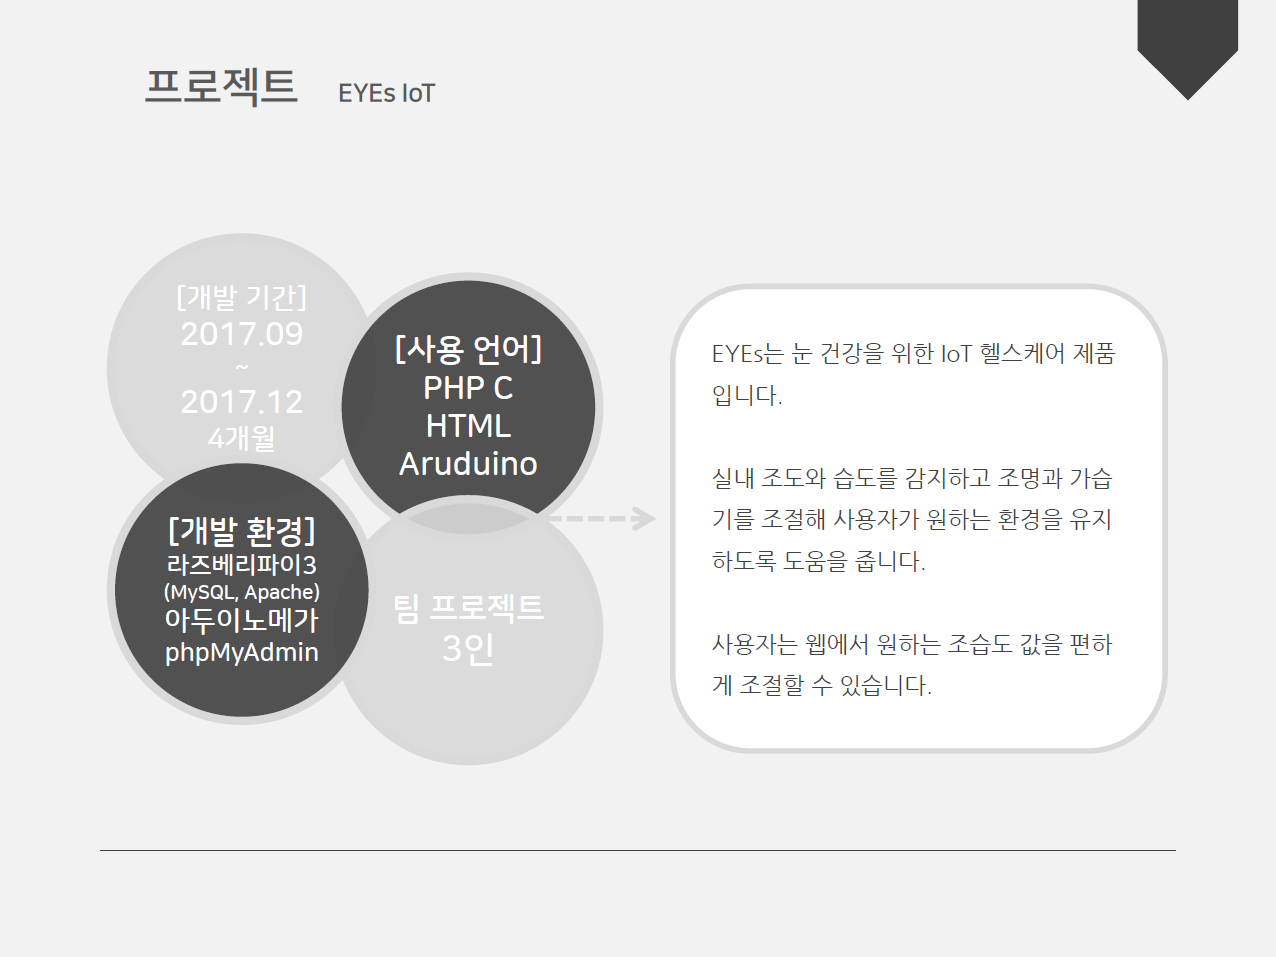 프로젝트 EYEs IoT
[개발 기간]
2017.09
~
2017.12
4개월
[사용 언어]
PHP C
HTML
Aruduino
[개발 환경]
라즈베리파이3
(MySQL, Apache)
아두이노메가
phpMyAdmin
팀 프로젝트
3인
EYEs는 눈 건강을 위한 IoT 헬스케어 제품
입니다.
실내 조도와 습도를 감지하고 조명과 가습
기를 조절해 사용자가 원하는 환경을 유지
하도록 도움을 줍니다.
사용자는 웹에서 원하는 조습도 값을 편하
게 조절할 수 있습니다.